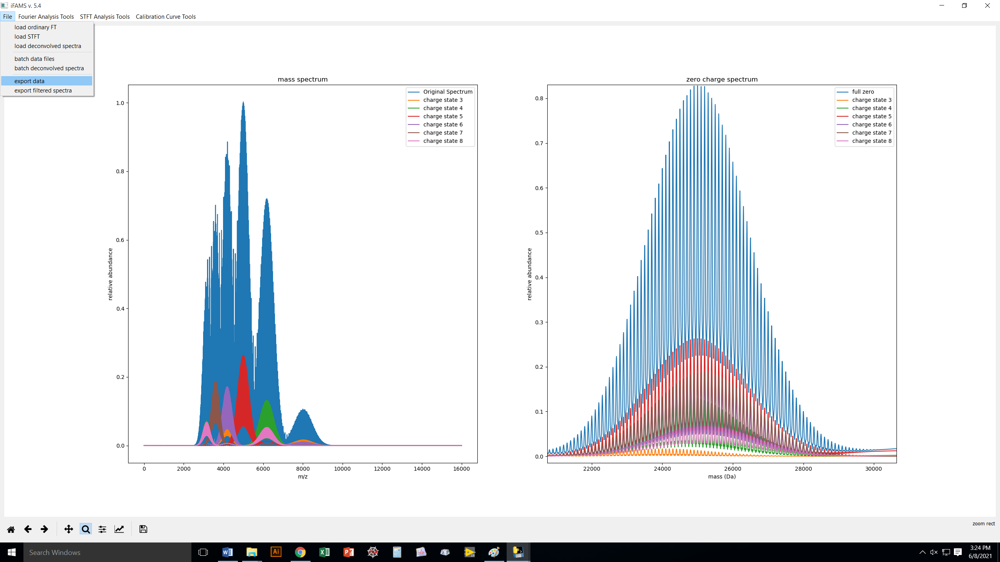 iFAMS v. 5.4
File Fourier Analysis Tools STFT Analysis Tools Calibration Curve Tools
load ordinary FT
load STFT
load deconvolved spectra
batch data files
batch deconvolved spectra
export data
export filtered spectra
mass spectrum
Original Spectrum
charge state 3
charge state 4
charge state 5
charge state 6
charge state 7
charge state 8
1.0
0.8
0.6
0.4
0.2
0.0
relative abundance
0 2000 4000 6000 8000 10000 12000 14000 16000
m/z
zero charge spectrum
full zero
charge state 3
charge state 4
charge state 5
charge state 6
charge state 7
charge state 8
0.8
0.7
0.6
0.5
0.4
0.3
0.2
0.1
0.0
relative abundance
22000 24000 26000 28000 30000
mass (Da)
zoom rect
Search Windows
Ai
19
3:24 PM
6/8/2021